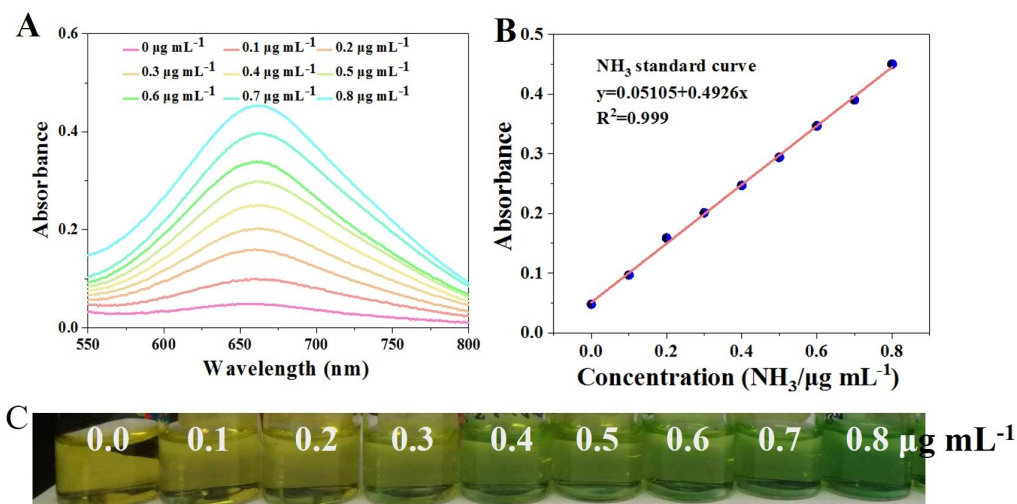 A
0.6
0 μg mL⁻¹ 0.1 μg mL⁻¹ 0.2 μg mL⁻¹
0.3 μg mL⁻¹ 0.4 μg mL⁻¹ 0.5 μg mL⁻¹
0.6 μg mL⁻¹ 0.7 μg mL⁻¹ 0.8 μg mL⁻¹
0.4
0.2
0.0
Absorbance
550 600 650 700 750 800
Wavelength (nm)
B
0.5
0.4
0.3
0.2
0.1
0.0
Absorbance
NH₃ standard curve
y=0.05105+0.4926x
R²=0.999
0.0 0.2 0.4 0.6 0.8
Concentration (NH₃/μg mL⁻¹)
C
0.0 0.1 0.2 0.3 0.4 0.5 0.6 0.7 0.8 μg mL⁻¹